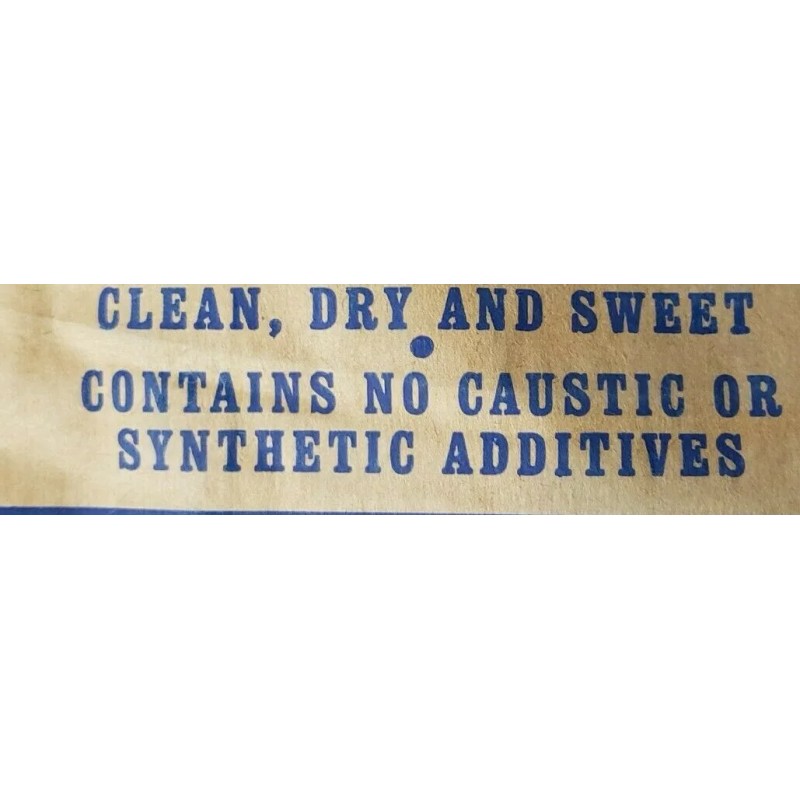 CLEAN, DRY AND SWEET
•
CONTAINS NO CAUSTIC OR
SYNTHETIC ADDITIVES